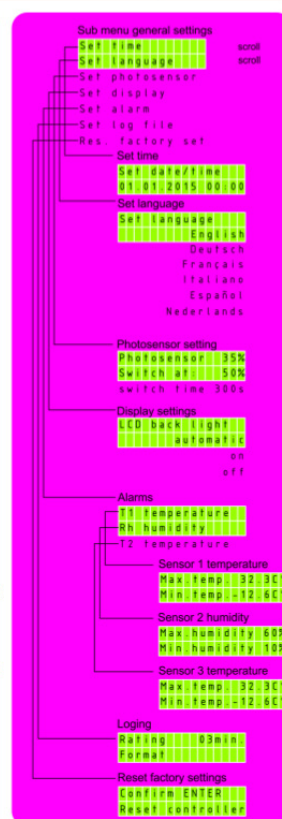 Sub menu general settings
Set time scroll
Set language scroll
Set photosensor
Set display
Set alarm
Set log file
Res. factory set
Set time
Set date/time
01.01.2015 00:00
Set language
Set language
English
Deutsch
Français
Italiano
Español
Nederlands
Photosensor setting
Photosensor 35%
Switch at: 50%
switch time 300s
Display settings
LCD back light
automatic
on
off
Alarms
T1 temperature
Rh humidity
T2 temperature
Sensor 1 temperature
Max.temp. 32.3C°
Min.temp.-12.6C°
Sensor 2 humidity
Max.humidity 60%
Min.humidity 10%
Sensor 3 temperature
Max.temp. 32.3C°
Min.temp.-12.6C°
Loging
Rating 03min.
Format
Reset factory settings
Confirm ENTER
Reset controller